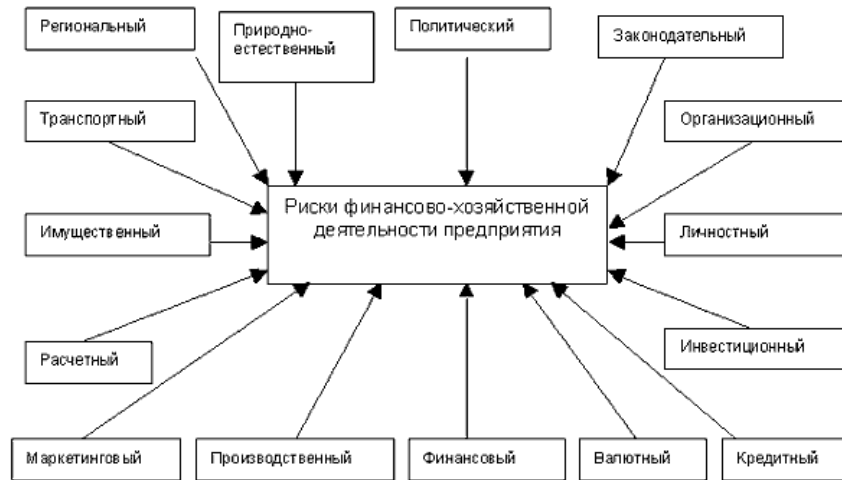 Региональный
Природно-
естественный
Политический
Законодательный
Транспортный
Организационный
Риски финансово-хозяйственной
деятельности предприятия
Имущественный
Личностный
Расчетный
Инвестиционный
Маркетинговый
Производственный
Финансовый
Валютный
Кредитный